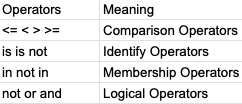 Operators Meaning
<= < > >= Comparison Operators
is is not Identify Operators
in not in Membership Operators
not or and Logical Operators